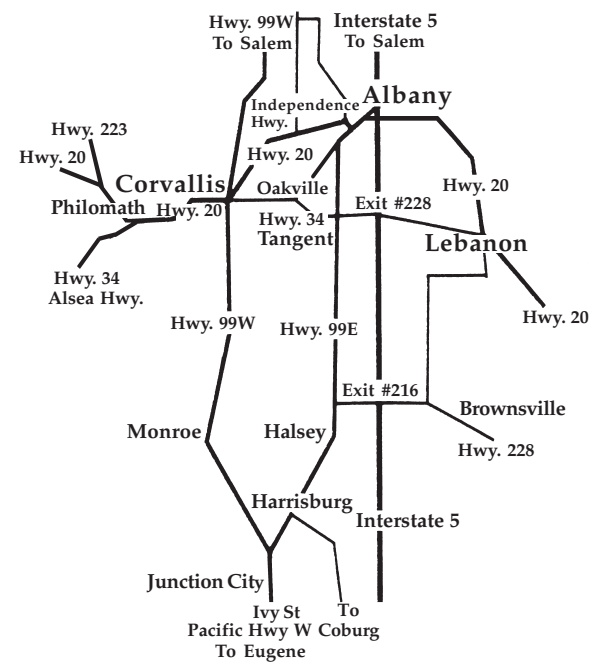 Hwy. 99W
To Salem
Interstate 5
To Salem
Albany
Independence
Hwy.
Hwy. 223
Hwy. 20
Hwy. 20
Corvallis
Oakville
Hwy. 20
Philomath
Hwy. 20
Hwy. 34
Exit #228
Tangent
Lebanon
Hwy. 34
Alsea Hwy.
Hwy. 20
Hwy. 99W
Hwy. 99E
Exit #216
Brownsville
Monroe
Halsey
Hwy. 228
Harrisburg
Interstate 5
Junction City
Ivy St
Pacific Hwy W
To Eugene
To
Coburg